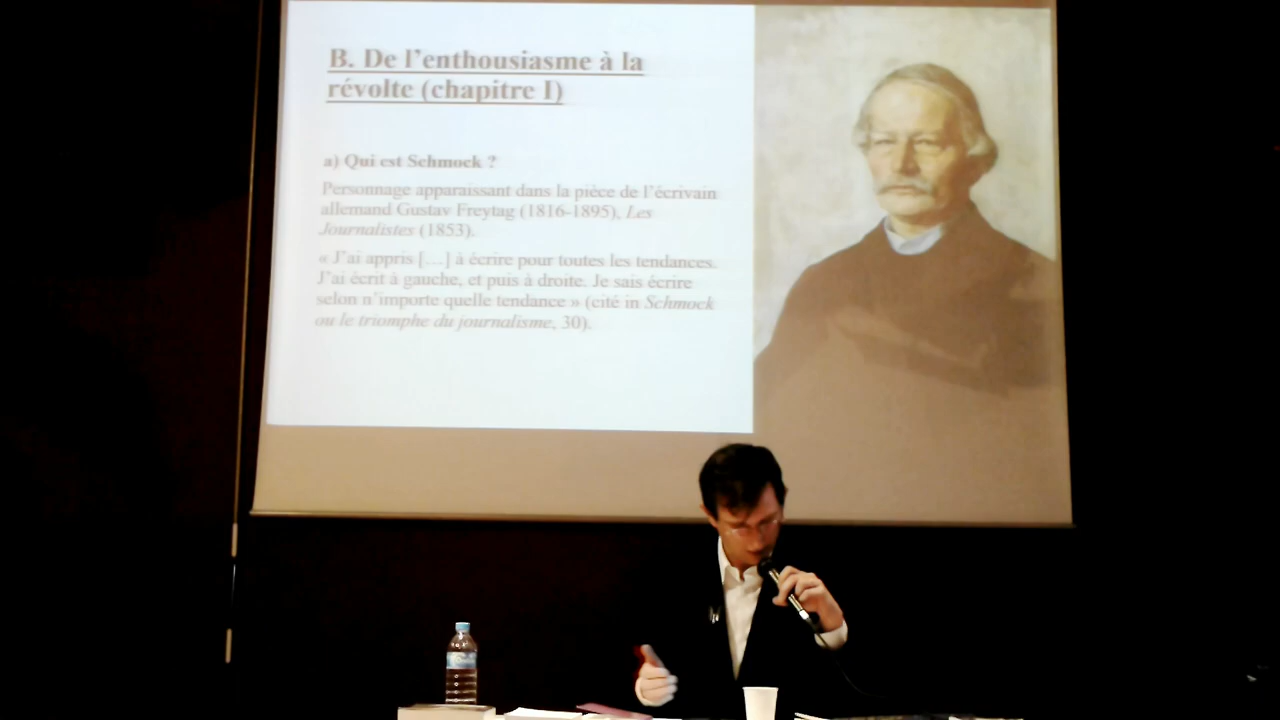 B. De l'enthousiasme à la
révolte (chapitre I)
a) Qui est Schmock ?
Personnage apparaissant dans la pièce de l'écrivain
allemand Gustav Freytag (1816-1895), Les
Journalistes (1853).
« J'ai appris [...] à écrire pour toutes les tendances.
J'ai écrit à gauche, et puis à droite. Je sais écrire
selon n'importe quelle tendance » (cité in Schmock
ou le triomphe du journalisme, 30).